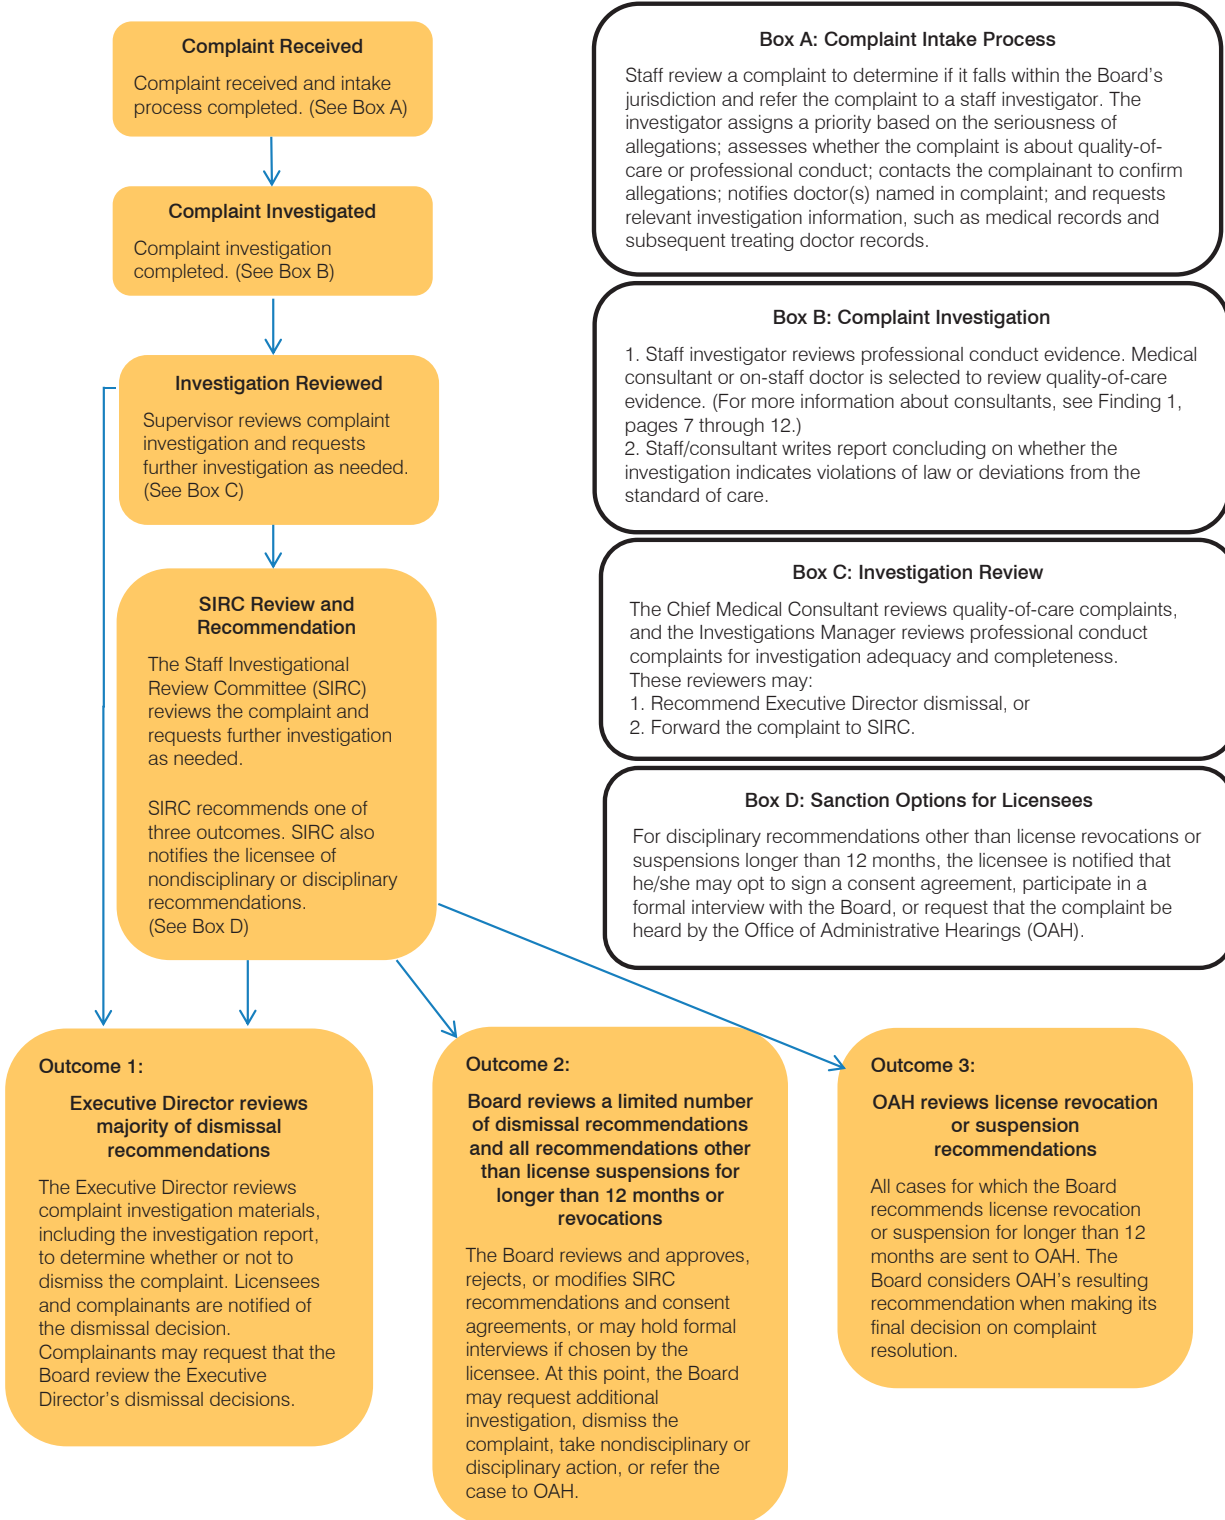 Complaint Received
Complaint received and intake
process completed. (See Box A)
Complaint Investigated
Complaint investigation
completed. (See Box B)
Investigation Reviewed
Supervisor reviews complaint
investigation and requests
further investigation as needed.
(See Box C)
SIRC Review and
Recommendation
The Staff Investigational
Review Committee (SIRC)
reviews the complaint and
requests further investigation
as needed.
SIRC recommends one of
three outcomes. SIRC also
notifies the licensee of
nondisciplinary or disciplinary
recommendations.
(See Box D)
Box A: Complaint Intake Process
Staff review a complaint to determine if it falls within the Board's
jurisdiction and refer the complaint to a staff investigator. The
investigator assigns a priority based on the seriousness of
allegations; assesses whether the complaint is about quality-of-
care or professional conduct; contacts the complainant to confirm
allegations; notifies doctor(s) named in complaint; and requests
relevant investigation information, such as medical records and
subsequent treating doctor records.
Box B: Complaint Investigation
1. Staff investigator reviews professional conduct evidence. Medical
consultant or on-staff doctor is selected to review quality-of-care
evidence. (For more information about consultants, see Finding 1,
pages 7 through 12.)
2. Staff/consultant writes report concluding on whether the
investigation indicates violations of law or deviations from the
standard of care.
Box C: Investigation Review
The Chief Medical Consultant reviews quality-of-care complaints,
and the Investigations Manager reviews professional conduct
complaints for investigation adequacy and completeness.
These reviewers may:
1. Recommend Executive Director dismissal, or
2. Forward the complaint to SIRC.
Box D: Sanction Options for Licensees
For disciplinary recommendations other than license revocations or
suspensions longer than 12 months, the licensee is notified that
he/she may opt to sign a consent agreement, participate in a
formal interview with the Board, or request that the complaint be
heard by the Office of Administrative Hearings (OAH).
Outcome 1:
Executive Director reviews
majority of dismissal
recommendations
The Executive Director reviews
complaint investigation materials,
including the investigation report,
to determine whether or not to
dismiss the complaint. Licensees
and complainants are notified of
the dismissal decision.
Complainants may request that the
Board review the Executive
Director's dismissal decisions.
Outcome 2:
Board reviews a limited number
of dismissal recommendations
and all recommendations other
than license suspensions for
longer than 12 months or
revocations
The Board reviews and approves,
rejects, or modifies SIRC
recommendations and consent
agreements, or may hold formal
interviews if chosen by the
licensee. At this point, the Board
may request additional
investigation, dismiss the
complaint, take nondisciplinary or
disciplinary action, or refer the
case to OAH.
Outcome 3:
OAH reviews license revocation
or suspension
recommendations
All cases for which the Board
recommends license revocation
or suspension for longer than 12
months are sent to OAH. The
Board considers OAH's resulting
recommendation when making its
final decision on complaint
resolution.